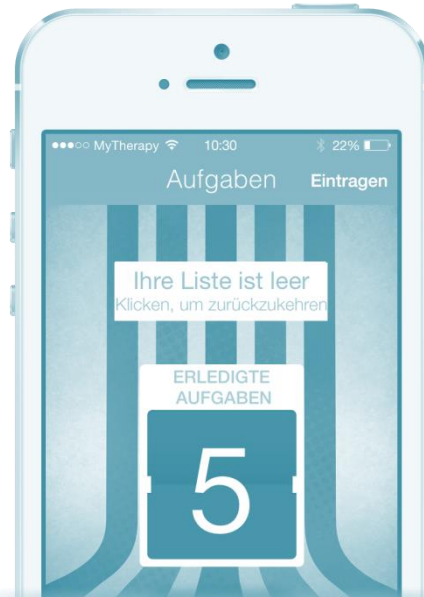 MyTherapy 10:30 22%
Aufgaben Eintragen
Ihre Liste ist leer
Klicken, um zurückzukehren
ERLEDIGTE
AUFGABEN
5